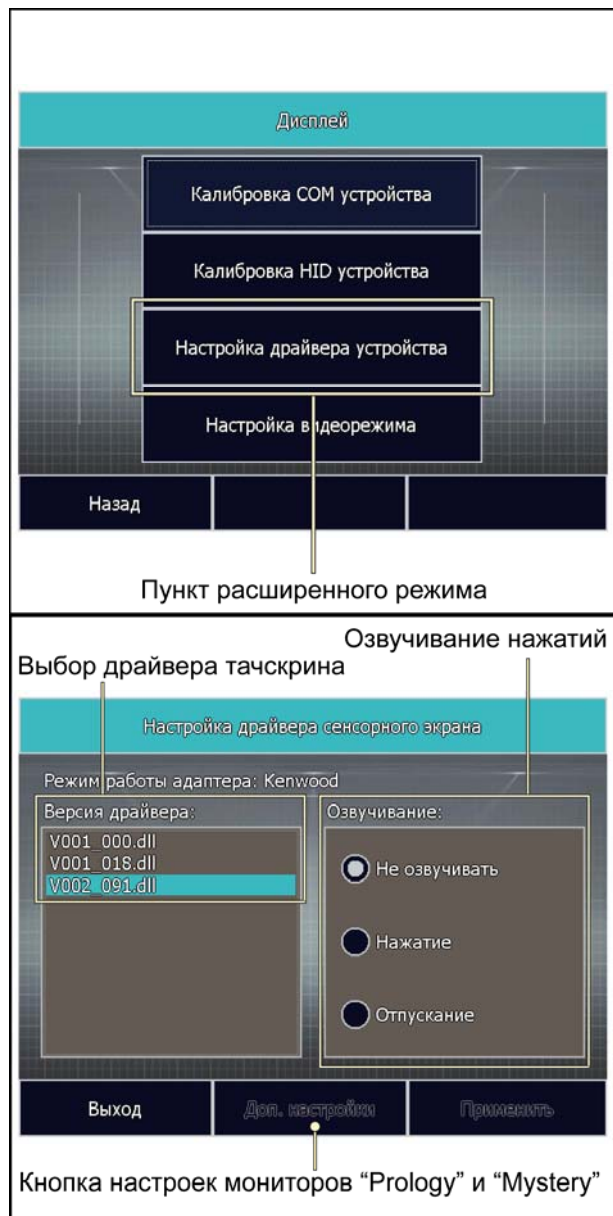 Дисплей
Калибровка COM устройства
Калибровка HID устройства
Настройка драйвера устройства
Настройка видеорежима
Назад
Пункт расширенного режима
Озвучивание нажатий
Выбор драйвера тачскрина
Настройка драйвера сенсорного экрана
Режим работы адаптера: Kenwood
Версия драйвера:
V001_000.dll
V001_018.dll
V002_091.dll
Озвучивание:
Не озвучивать
Нажатие
Отпускание
Выход
Доп. настройки
Применить
Кнопка настроек мониторов “Prology” и “Mystery”